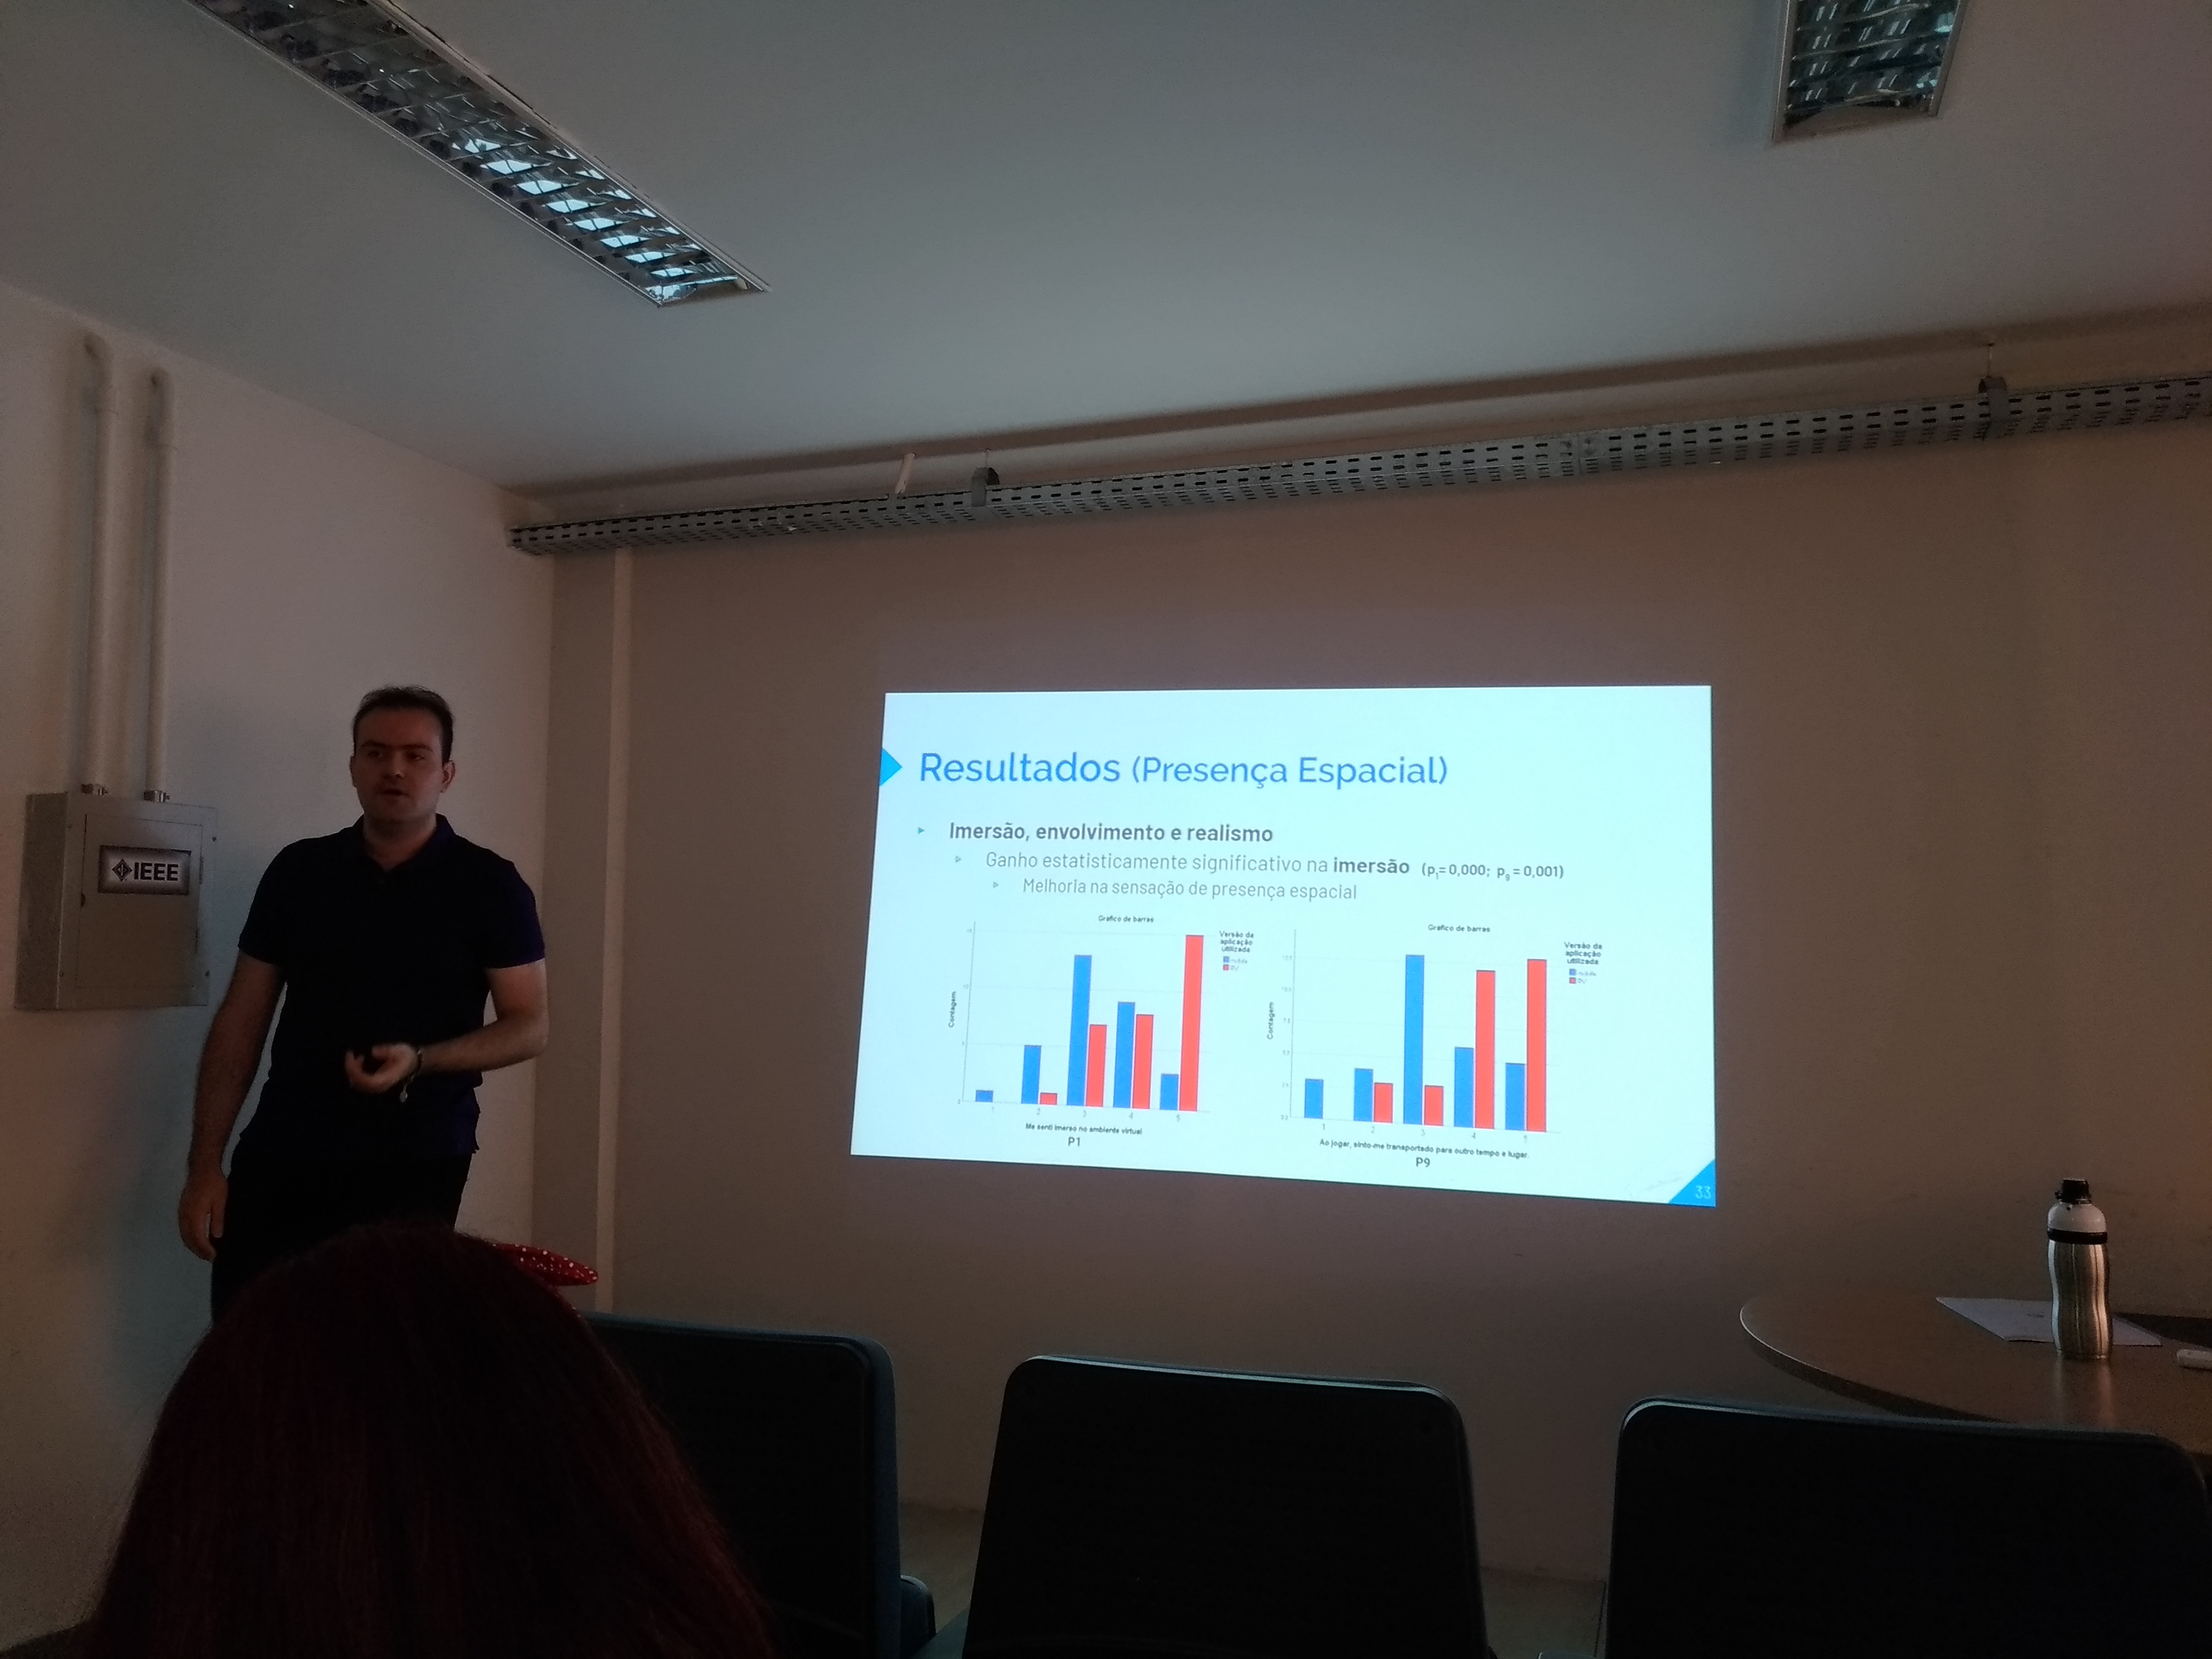 IEEE
Resultados (Presença Espacial)
Imersão, envolvimento e realismo
Ganho estatisticamente significativo na imersão (p₁= 0,000; p₉ = 0,001)
Melhoria na sensação de presença espacial
Gráfico de barras
Versão da
aplicação
utilizada
RV
Contagem
1 2 3 4 5
Me senti imerso no ambiente virtual
P1
Gráfico de barras
Versão da
aplicação
utilizada
mobile
RV
Contagem
1 2 3 4 5
Ao jogar, sinto-me transportado para outro tempo e lugar.
P9
33